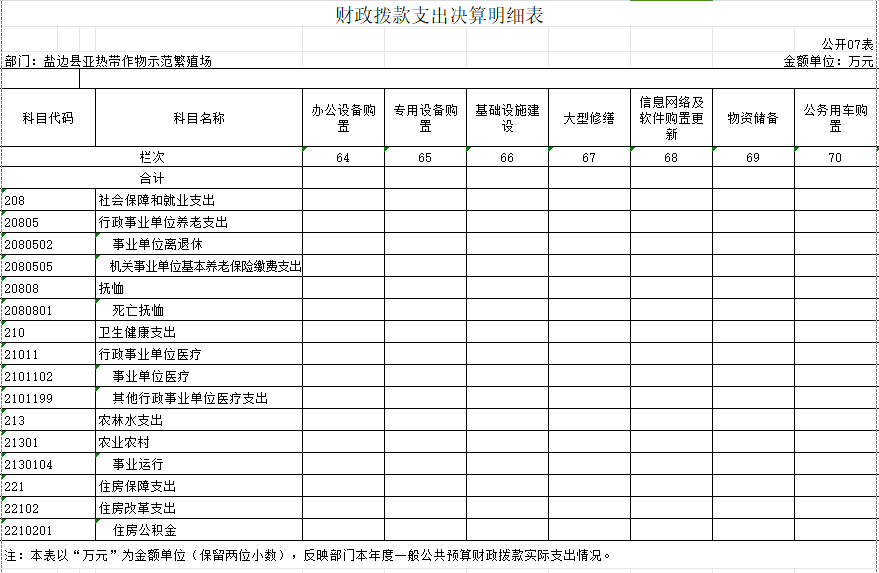 财政拨款支出决算明细表
公开07表
部门：盐边县亚热带作物示范繁殖场 金额单位：万元
科目代码 科目名称 办公设备购置 专用设备购置 基础设施建设 大型修缮 信息网络及软件购置更新 物资储备 公务用车购置
栏次 64 65 66 67 68 69 70
合计
208 社会保障和就业支出
20805 行政事业单位养老支出
2080502 事业单位离退休
2080505 机关事业单位基本养老保险缴费支出
20808 抚恤
2080801 死亡抚恤
210 卫生健康支出
21011 行政事业单位医疗
2101102 事业单位医疗
2101199 其他行政事业单位医疗支出
213 农林水支出
21301 农业农村
2130104 事业运行
221 住房保障支出
22102 住房改革支出
2210201 住房公积金
注：本表以“万元”为金额单位（保留两位小数），反映部门本年度一般公共预算财政拨款实际支出情况。